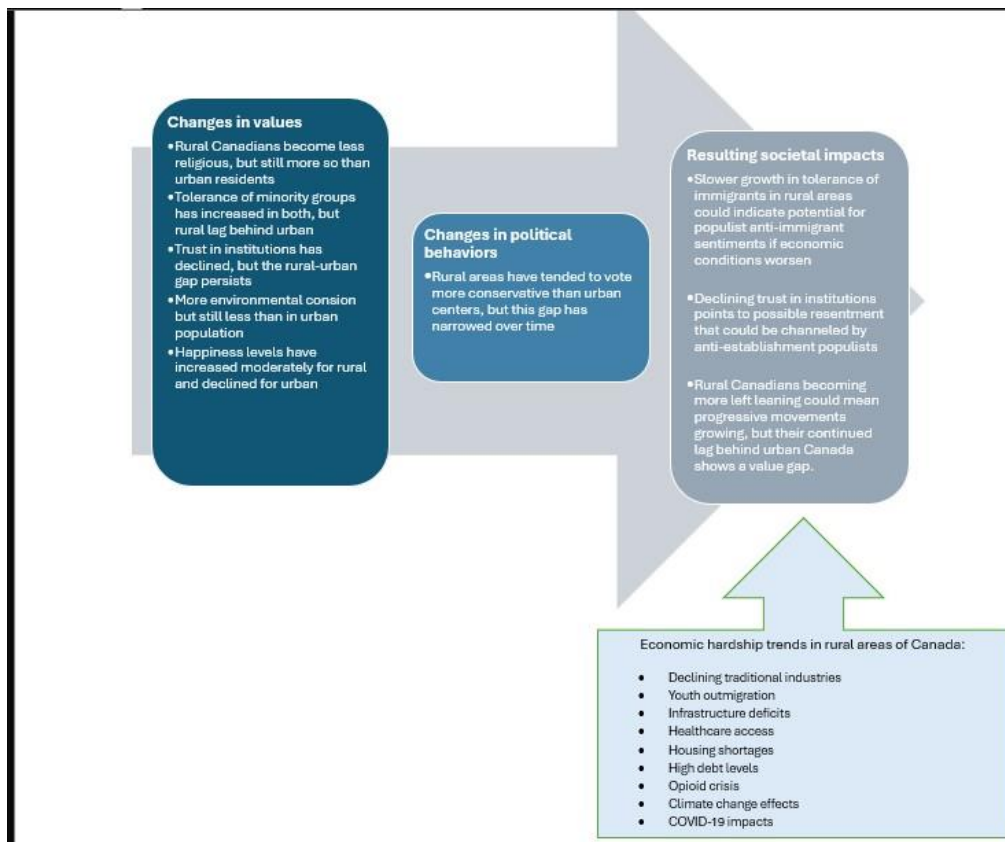 Changes in values
•Rural Canadians become less
religious, but still more so than
urban residents
•Tolerance of minority groups
has increased in both, but
rural lag behind urban
•Trust in institutions has
declined, but the rural-urban
gap persists
•More environmental consion
but still less than in urban
population
•Happiness levels have
increased moderately for rural
and declined for urban
Changes in political
behaviors
•Rural areas have tended to vote
more conservative than urban
centers, but this gap has
narrowed over time
Resulting societal impacts
•Slower growth in tolerance of
immigrants in rural areas
could indicate potential for
populist anti-immigrant
sentiments if economic
conditions worsen
•Declining trust in institutions
points to possible resentment
that could be channeled by
anti-establishment populists
•Rural Canadians becoming
more left leaning could mean
progressive movements
growing, but their continued
lag behind urban Canada
shows a value gap.
Economic hardship trends in rural areas of Canada:
• Declining traditional industries
• Youth outmigration
• Infrastructure deficits
• Healthcare access
• Housing shortages
• High debt levels
• Opioid crisis
• Climate change effects
• COVID-19 impacts